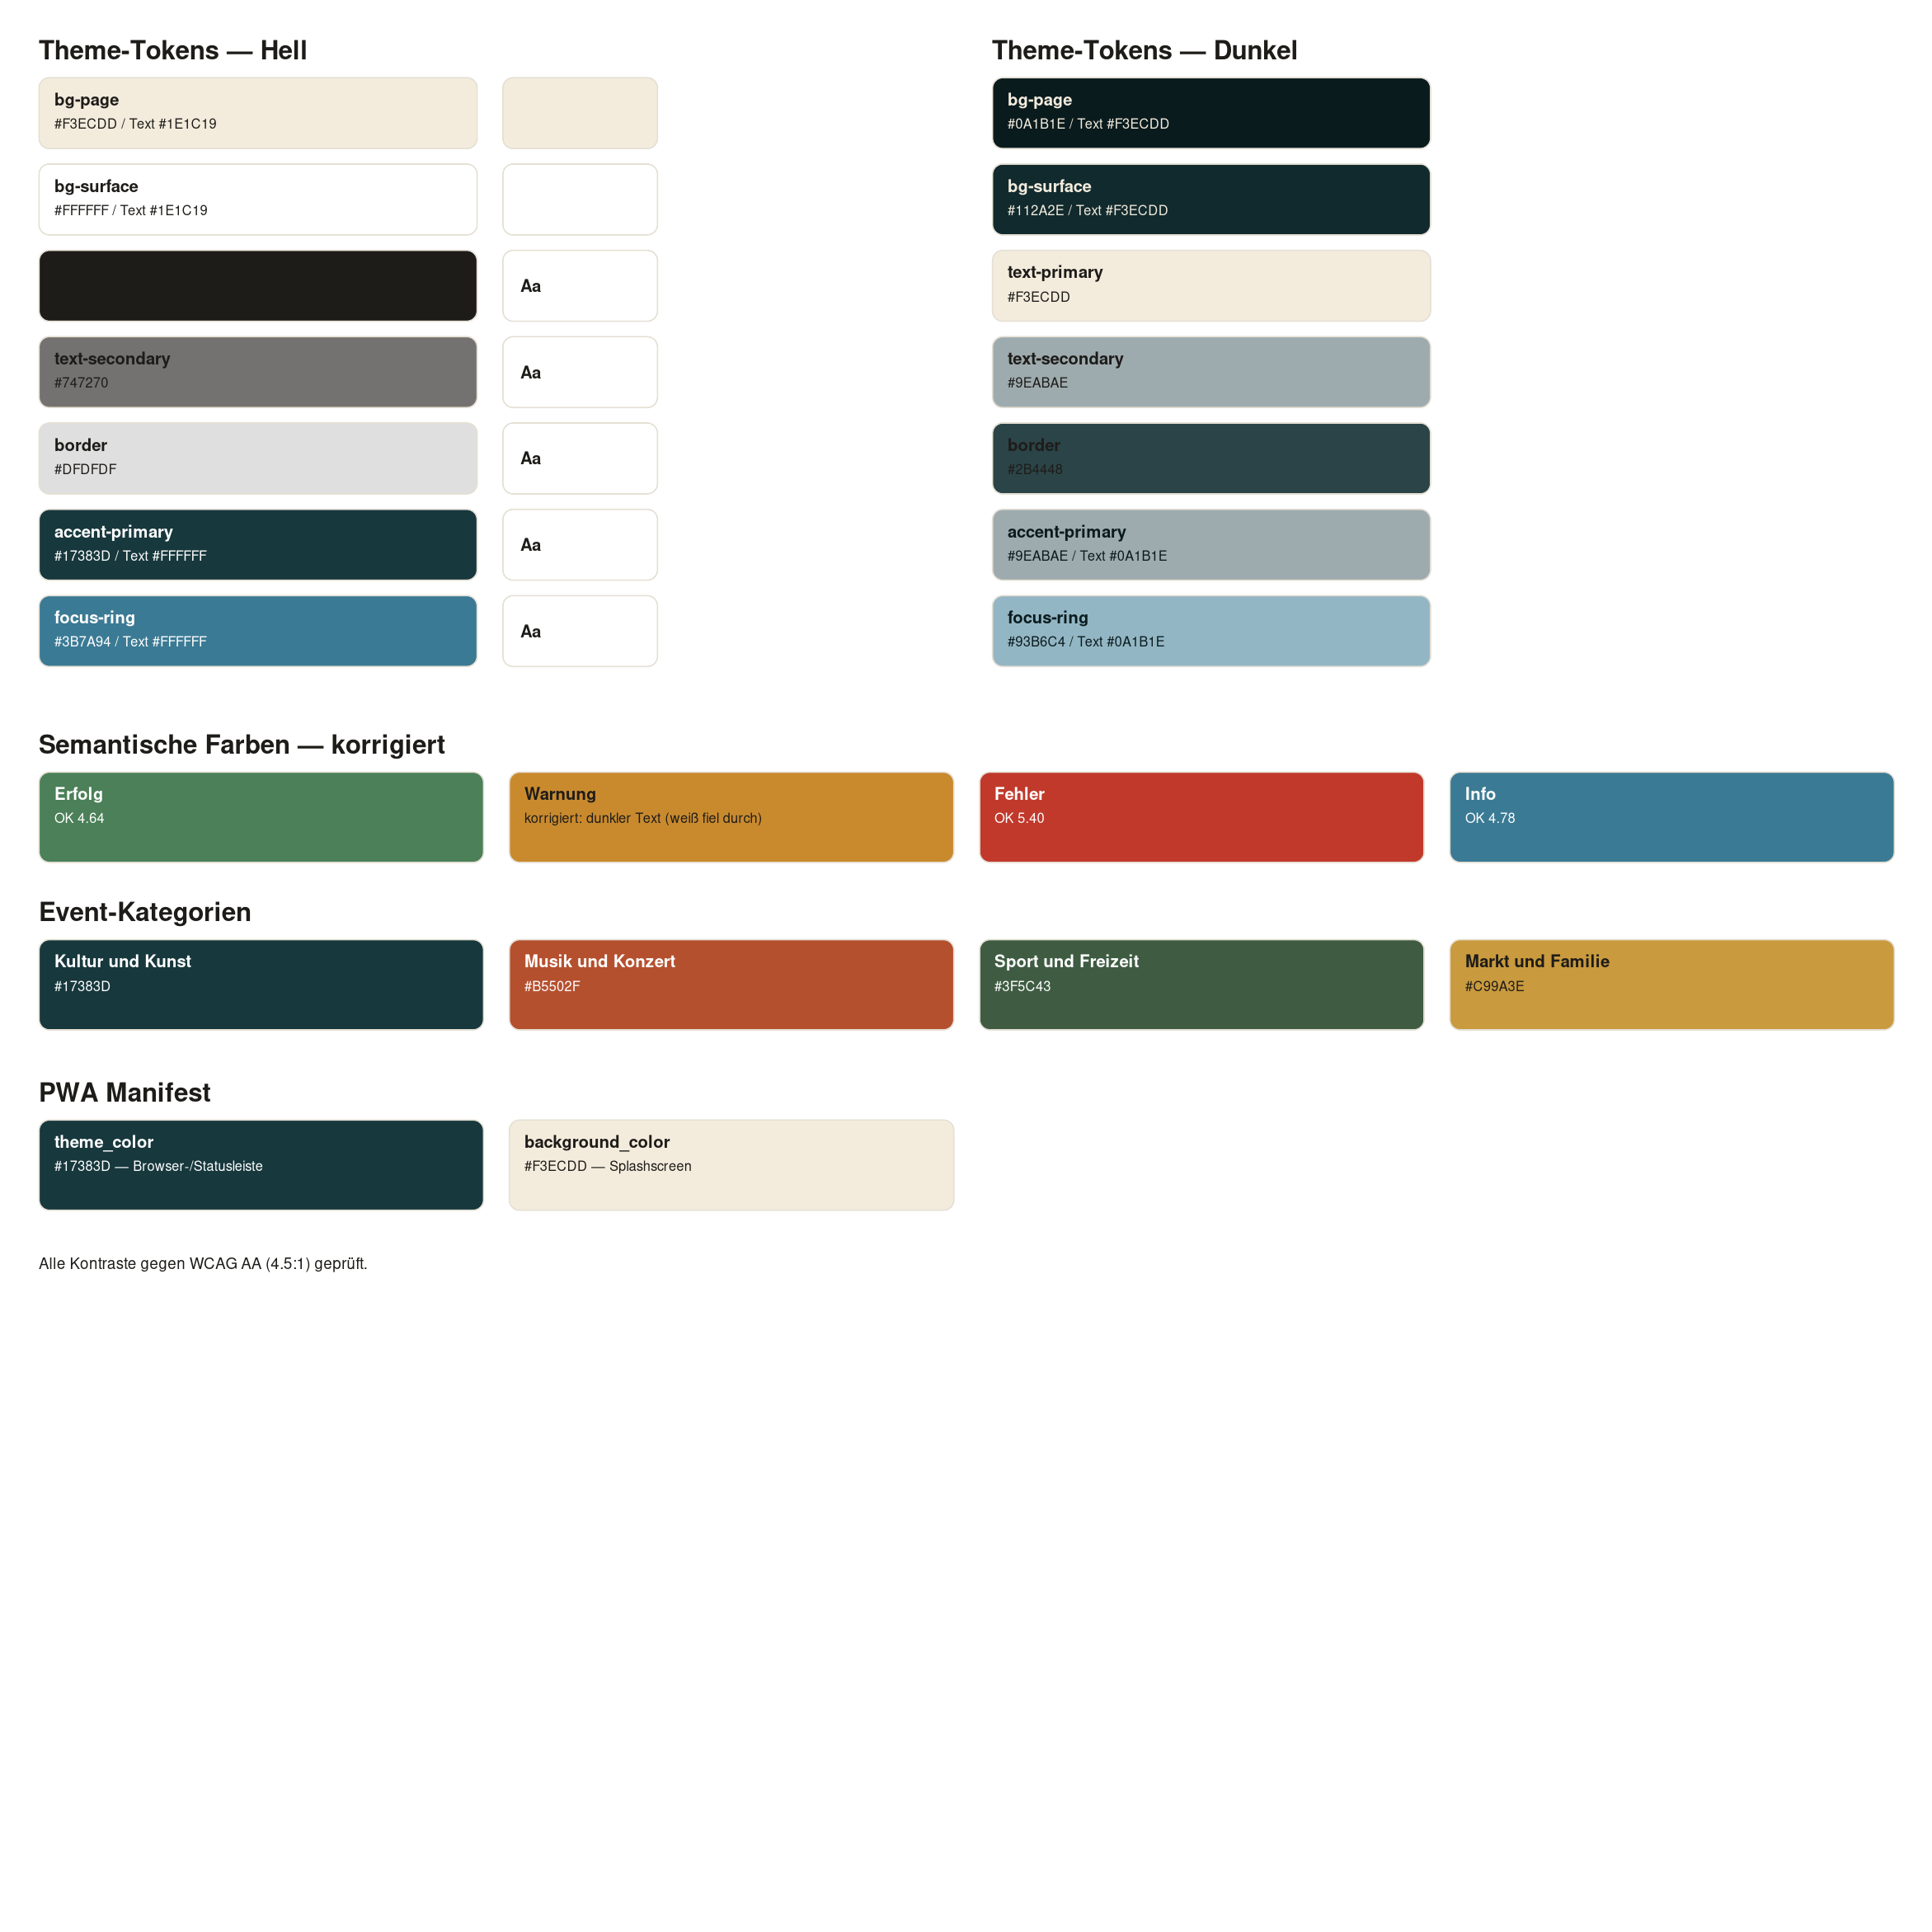 Theme-Tokens — Hell
bg-page
#F3ECDD / Text #1E1C19
bg-surface
#FFFFFF / Text #1E1C19
Aa
text-secondary
#747270
Aa
border
#DFDFDF
Aa
accent-primary
#17383D / Text #FFFFFF
Aa
focus-ring
#3B7A94 / Text #FFFFFF
Aa
Theme-Tokens — Dunkel
bg-page
#0A1B1E / Text #F3ECDD
bg-surface
#112A2E / Text #F3ECDD
text-primary
#F3ECDD
text-secondary
#9EABAE
border
#2B4448
accent-primary
#9EABAE / Text #0A1B1E
focus-ring
#93B6C4 / Text #0A1B1E
Semantische Farben — korrigiert
Erfolg
OK 4.64
Warnung
korrigiert: dunkler Text (weiß fiel durch)
Fehler
OK 5.40
Info
OK 4.78
Event-Kategorien
Kultur und Kunst
#17383D
Musik und Konzert
#B5502F
Sport und Freizeit
#3F5C43
Markt und Familie
#C99A3E
PWA Manifest
theme_color
#17383D — Browser-/Statusleiste
background_color
#F3ECDD — Splashscreen
Alle Kontraste gegen WCAG AA (4.5:1) geprüft.